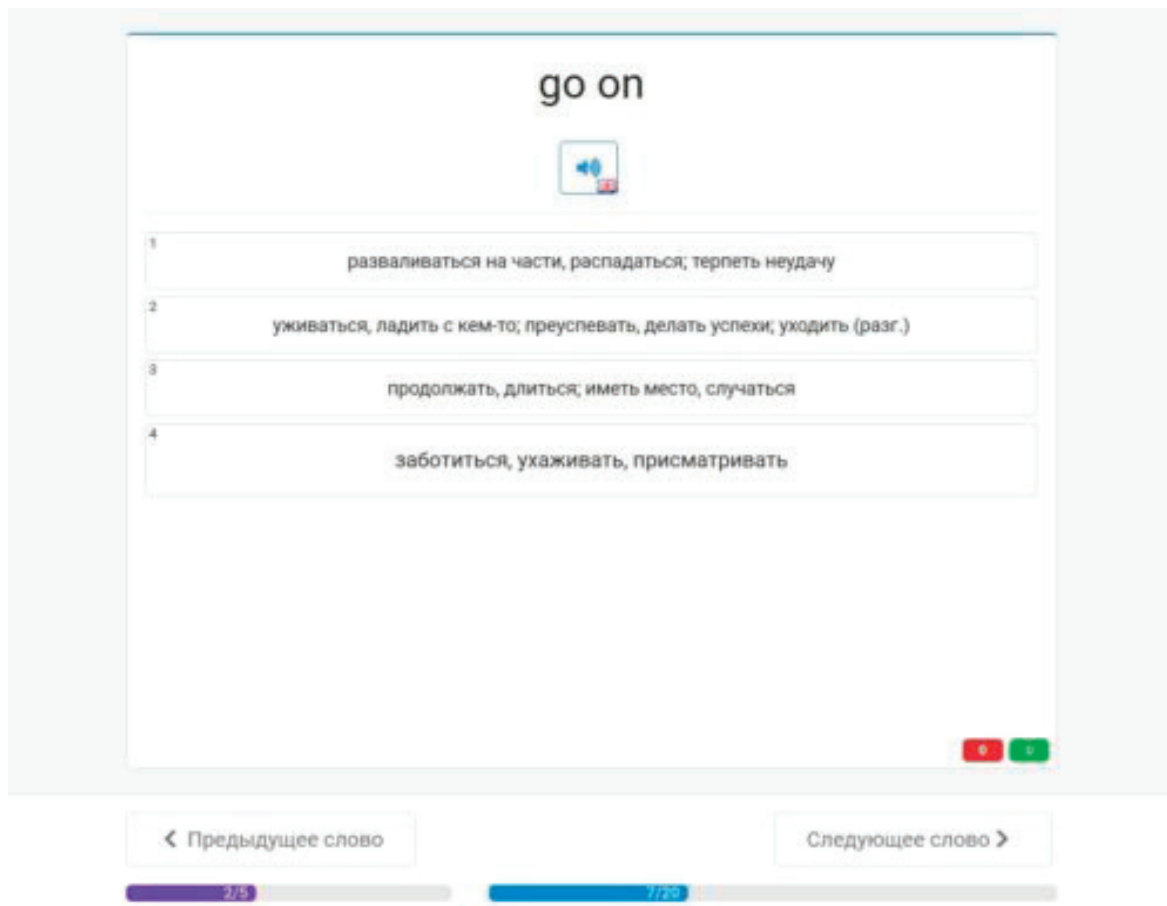 go on
1
разваливаться на части, распадаться; терпеть неудачу
2
уживаться, ладить с кем-то; преуспевать, делать успехи; уходить (разг.)
3
продолжать, длиться; иметь место, случаться
4
заботиться, ухаживать, присматривать
0 0
Предыдущее слово
Следующее слово
2/5
7/20